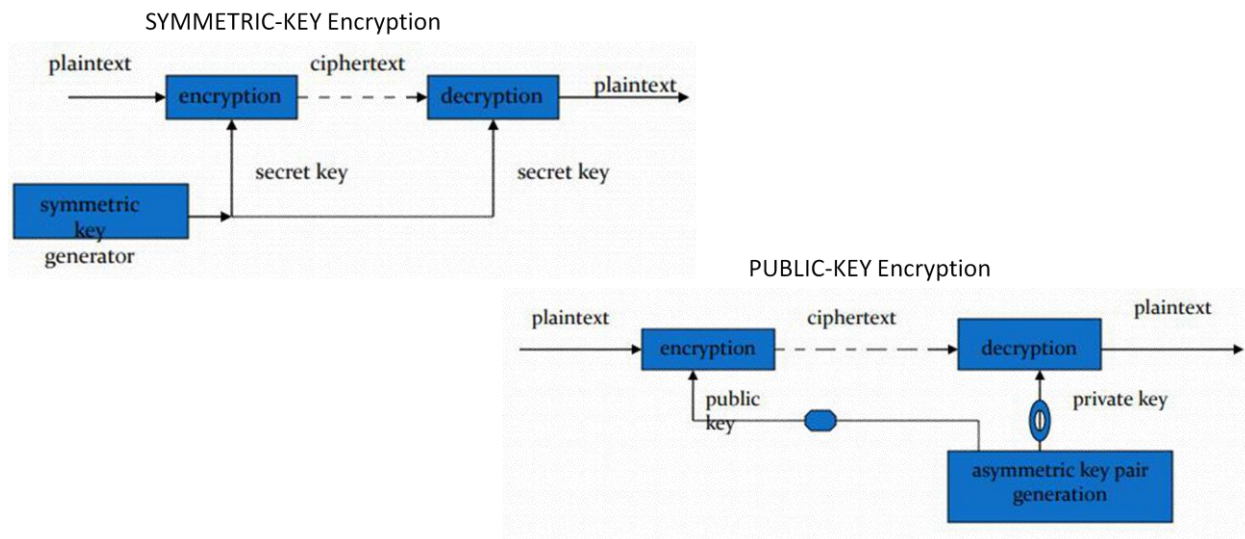 SYMMETRIC-KEY Encryption
plaintext
ciphertext
encryption
decryption
plaintext
secret key
secret key
symmetric
key
generator
PUBLIC-KEY Encryption
plaintext
ciphertext
plaintext
encryption
decryption
public
key
private key
asymmetric key pair
generation